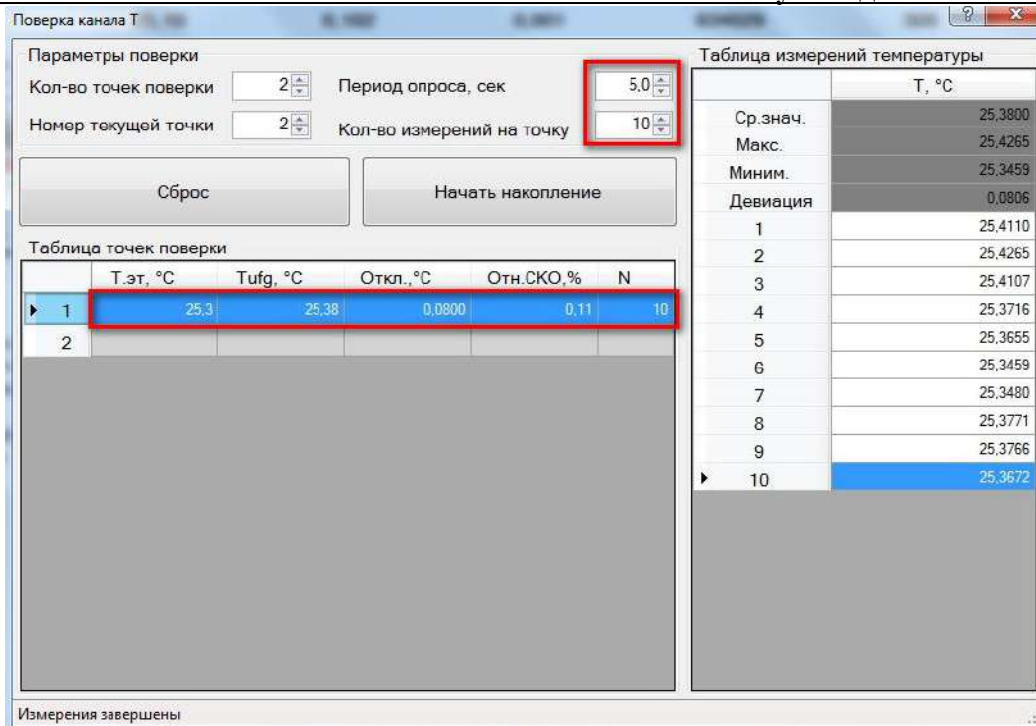 Поверка канала T
Параметры поверки
Кол-во точек поверки 2
Период опроса, сек 5,0
Номер текущей точки 2
Кол-во измерений на точку 10
Сброс
Начать накопление
Таблица точек поверки
Т.эт, °C Tufg, °C Откл.,°C Отн.СКО,% N
1 25,3 25,38 0,0800 0,11 10
2
Таблица измерений температуры
T, °C
Ср.знач. 25,3800
Макс. 25,4265
Миним. 25,3459
Девиация 0,0806
1 25,4110
2 25,4265
3 25,4107
4 25,3716
5 25,3655
6 25,3459
7 25,3480
8 25,3771
9 25,3766
10 25,3672
Измерения завершены